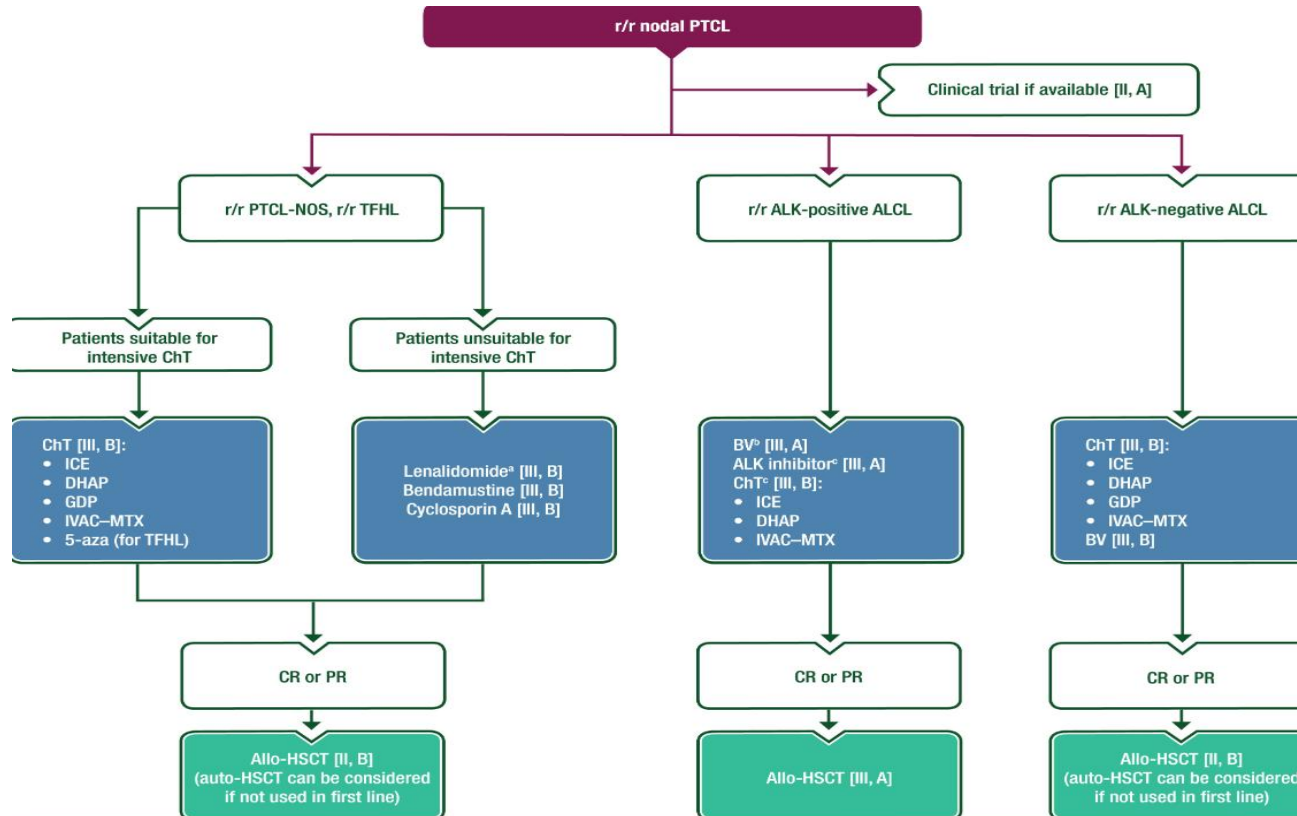 r/r nodal PTCL
Clinical trial if available [II, A]
r/r PTCL-NOS, r/r TFHL
r/r ALK-positive ALCL
r/r ALK-negative ALCL
Patients suitable for
intensive ChT
Patients unsuitable for
intensive ChT
ChT [III, B]:
• ICE
• DHAP
• GDP
• IVAC–MTX
• 5-aza (for TFHL)
Lenalidomideᵃ [III, B]
Bendamustine [III, B]
Cyclosporin A [III, B]
BVᵇ [III, A]
ALK inhibitorᶜ [III, A]
ChTᶜ [III, B]:
• ICE
• DHAP
• IVAC–MTX
ChT [III, B]:
• ICE
• DHAP
• GDP
• IVAC–MTX
BV [III, B]
CR or PR
CR or PR
CR or PR
Allo-HSCT [II, B]
(auto-HSCT can be considered
if not used in first line)
Allo-HSCT [III, A]
Allo-HSCT [II, B]
(auto-HSCT can be considered
if not used in first line)